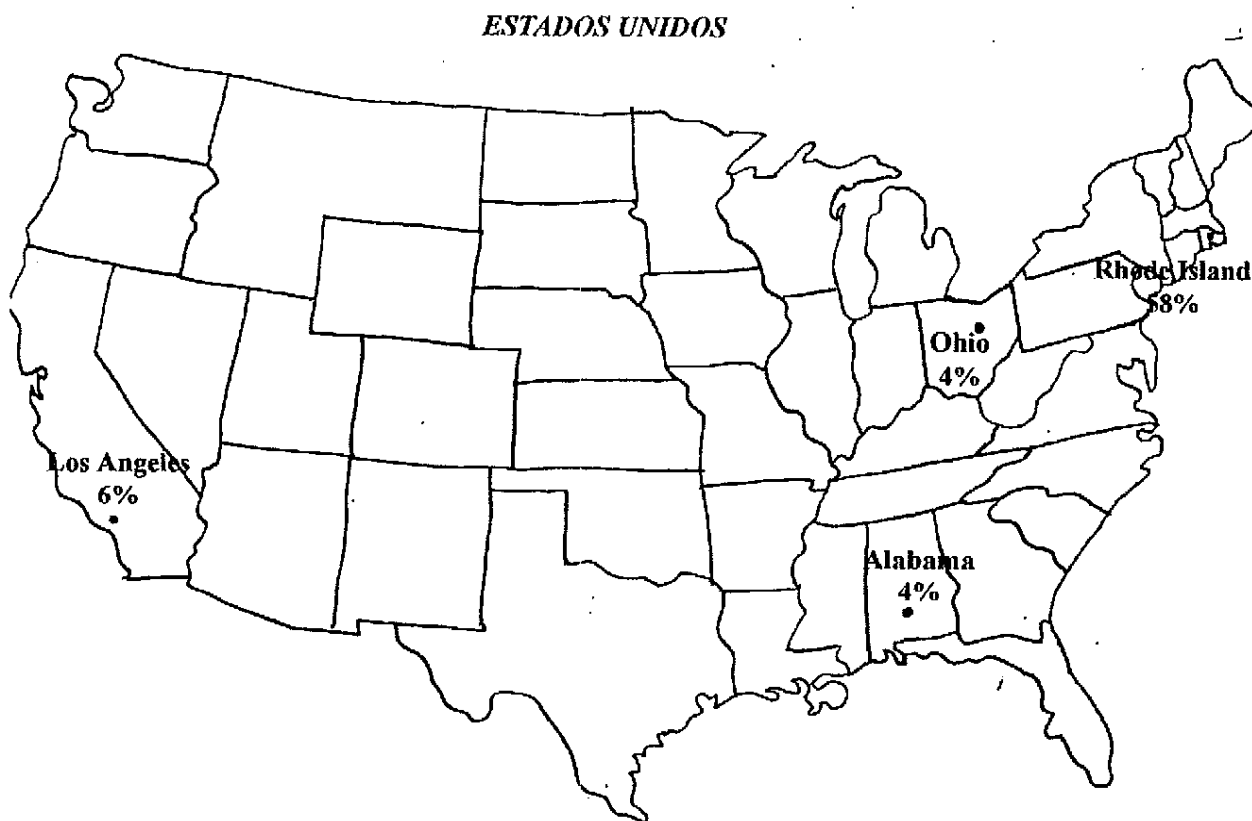 ESTADOS UNIDOS
Rhode Island
58%
Ohio
4%
Los Angeles
6%
Alabama
4%